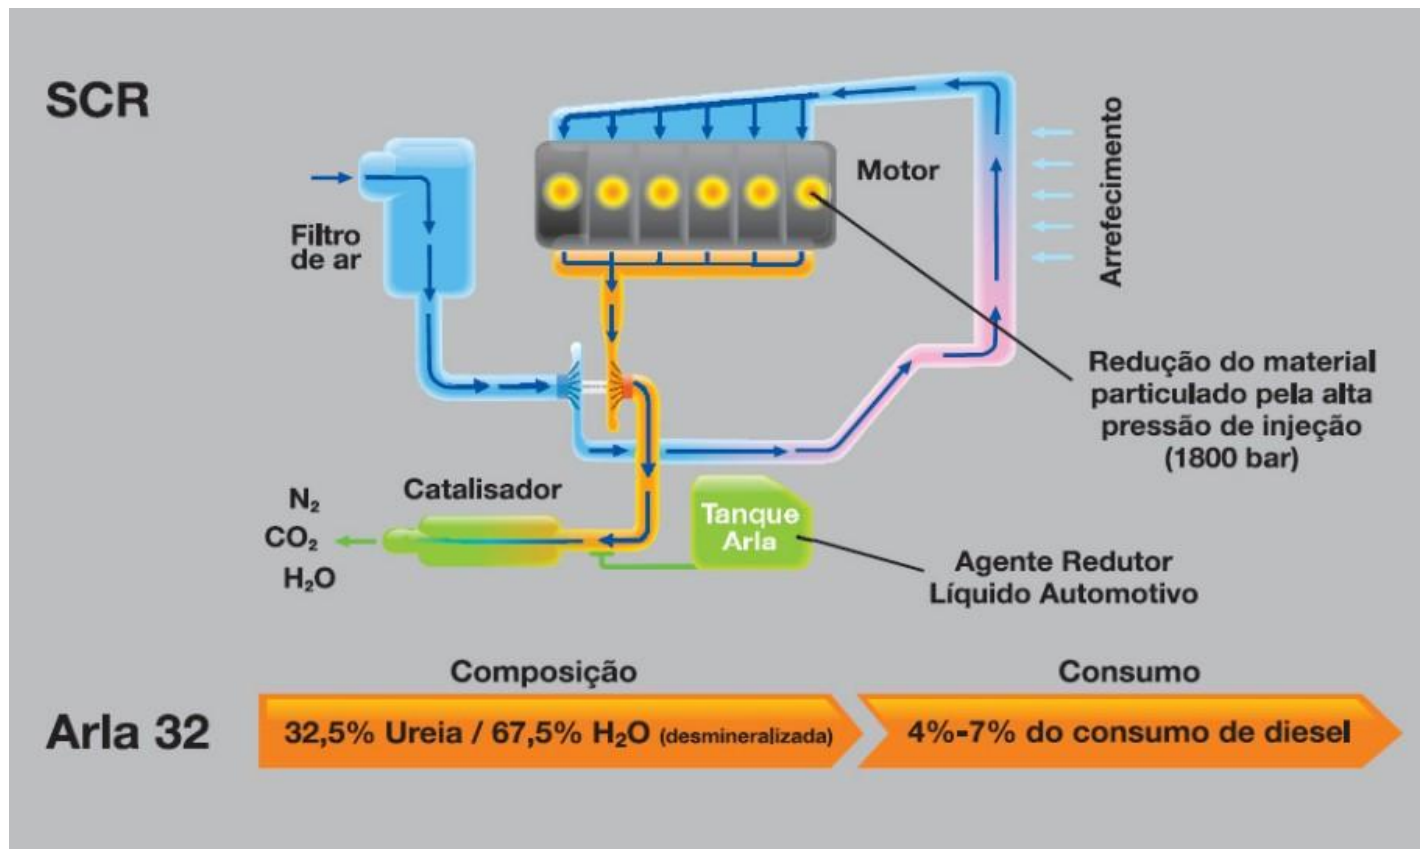 SCR
Filtro
de ar
Motor
Arrefecimento
Redução do material
particulado pela alta
pressão de injeção
(1800 bar)
Catalisador
N₂
CO₂
H₂O
Tanque
Arla
Agente Redutor
Líquido Automotivo
Composição
Consumo
Arla 32
32,5% Ureia / 67,5% H₂O (desmineralizada)
4%-7% do consumo de diesel